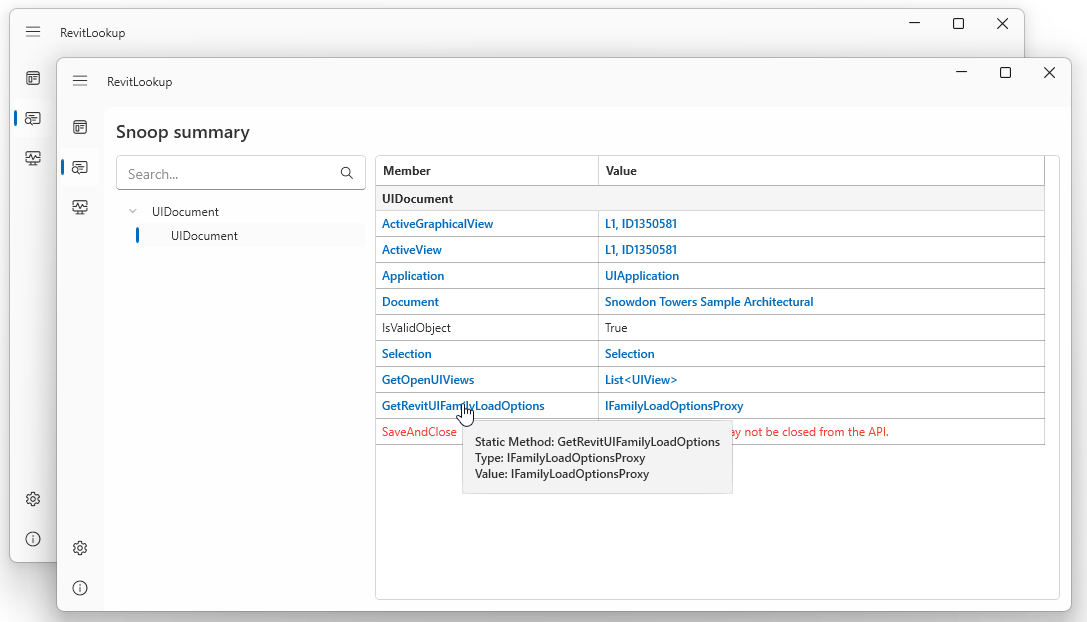 RevitLookup
RevitLookup
Snoop summary
Search...
UIDocument
UIDocument
Member Value
UIDocument
ActiveGraphicalView L1, ID1350581
ActiveView L1, ID1350581
Application UIApplication
Document Snowdon Towers Sample Architectural
IsValidObject True
Selection Selection
GetOpenUIViews List<UIView>
GetRevitUIFamilyLoadOptions IFamilyLoadOptionsProxy
SaveAndClose not be closed from the API.
Static Method: GetRevitUIFamilyLoadOptions
Type: IFamilyLoadOptionsProxy
Value: IFamilyLoadOptionsProxy